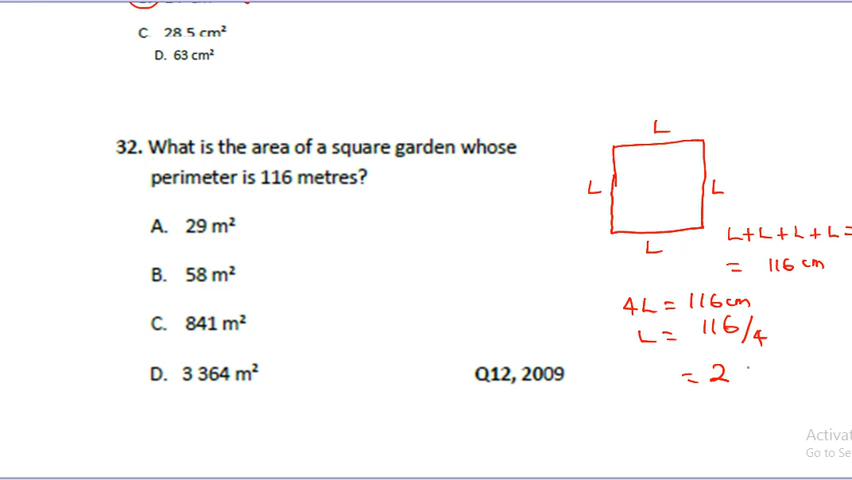 C. 28.5 cm²
D. 63 cm²
32. What is the area of a square garden whose
perimeter is 116 metres?
A. 29 m²
B. 58 m²
C. 841 m²
D. 3 364 m²
Q12, 2009
L
L
L
L
L+L+L+L=
= 116 cm
4L = 116cm
L = 116/4
= 2
Activat
Go to Se